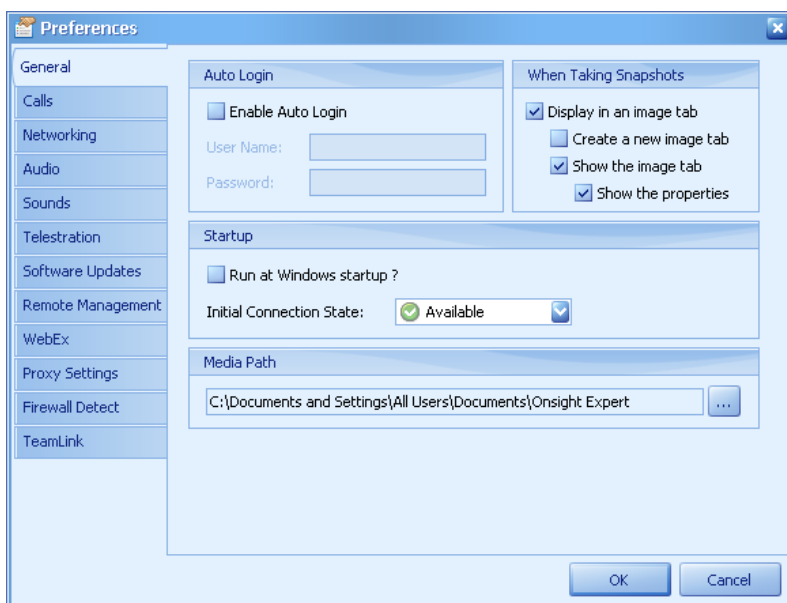 Preferences
General
Calls
Networking
Audio
Sounds
Telestration
Software Updates
Remote Management
WebEx
Proxy Settings
Firewall Detect
TeamLink
Auto Login
Enable Auto Login
User Name:
Password:
When Taking Snapshots
Display in an image tab
Create a new image tab
Show the image tab
Show the properties
Startup
Run at Windows startup ?
Initial Connection State: Available
Media Path
C:\Documents and Settings\All Users\Documents\Onsight Expert ...
OK Cancel